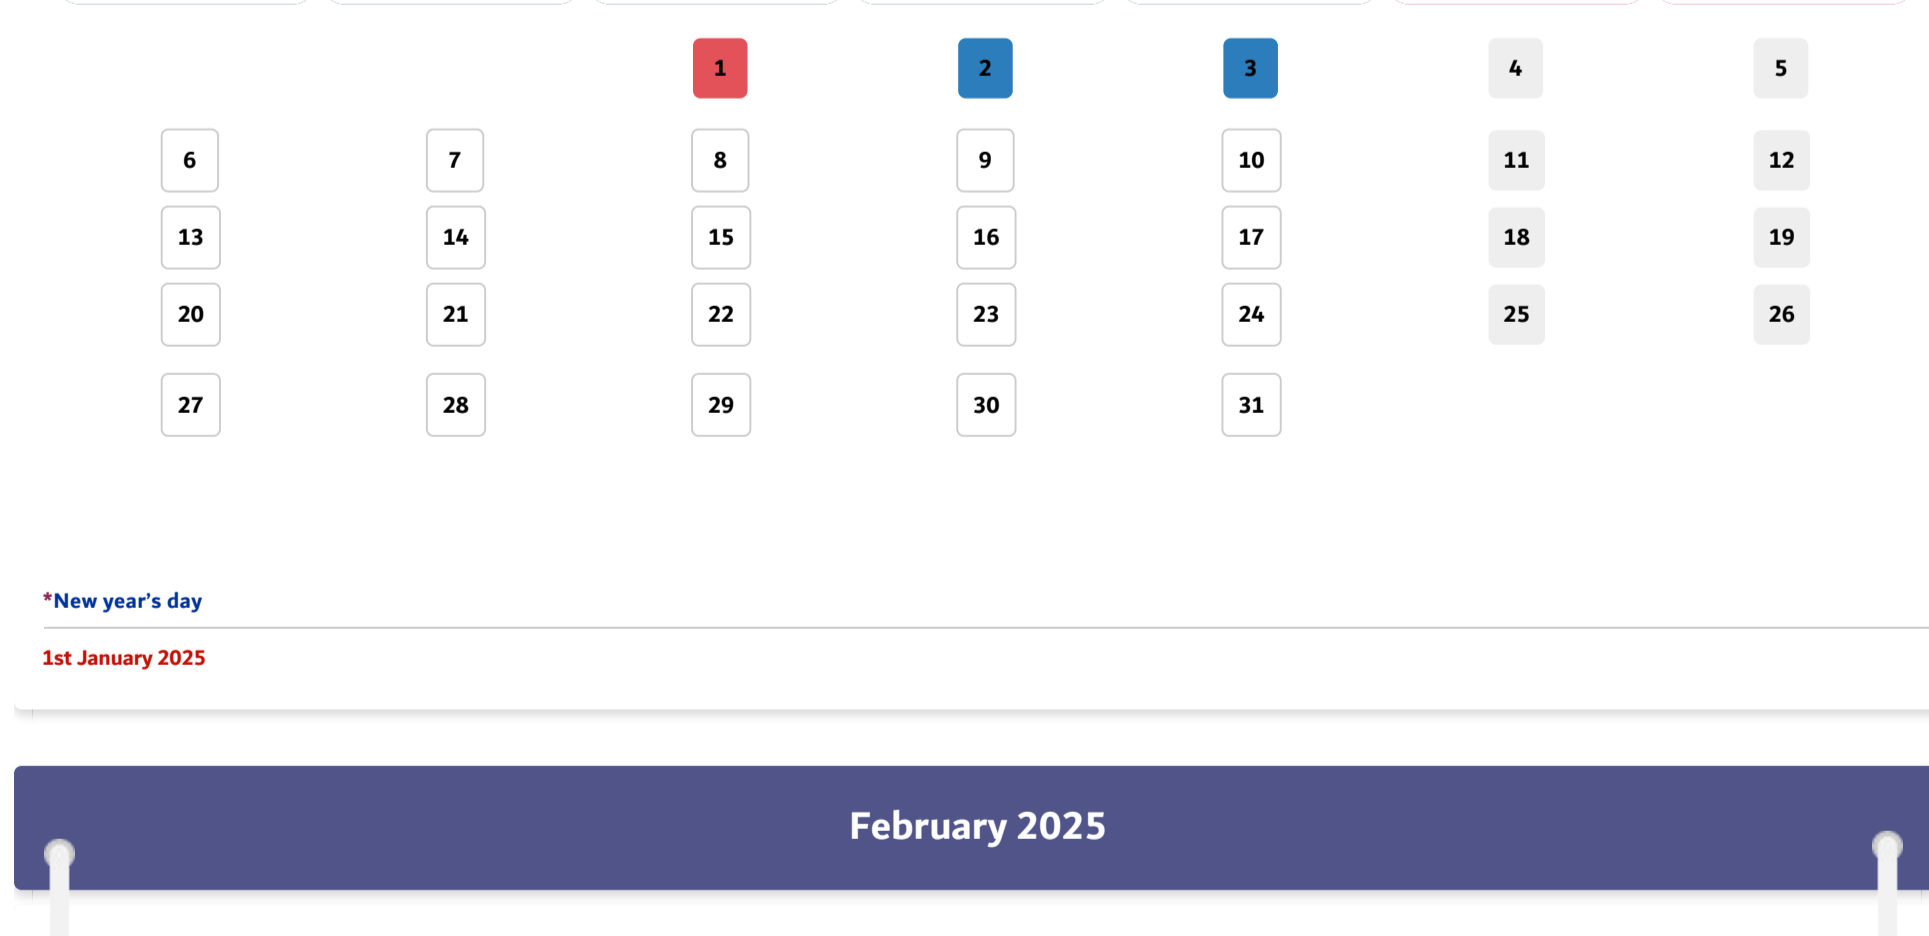 1 2 3 4 5
6 7 8 9 10 11 12
13 14 15 16 17 18 19
20 21 22 23 24 25 26
27 28 29 30 31
*New year’s day
1st January 2025
February 2025